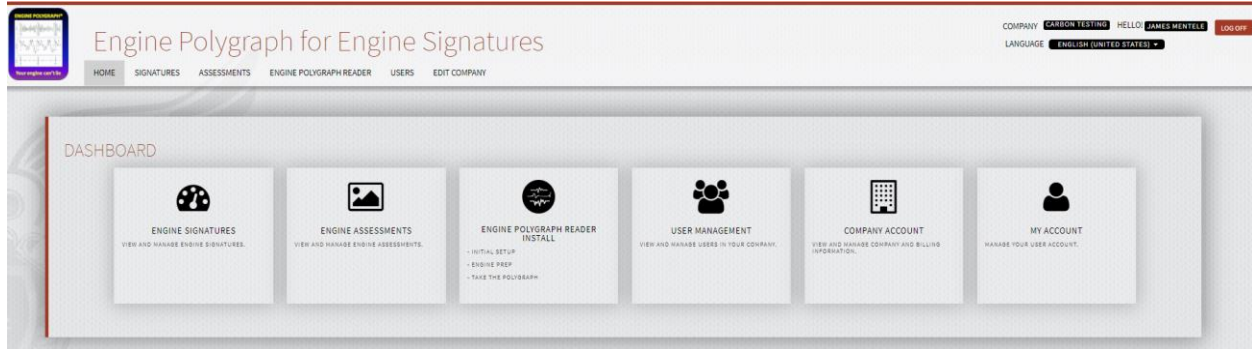 ENGINE POLYGRAPH®
Your engine can't lie
Engine Polygraph for Engine Signatures
COMPANY CARBON TESTING HELLO! JAMES MENTELE LOG OFF
LANGUAGE ENGLISH (UNITED STATES)
HOME SIGNATURES ASSESSMENTS ENGINE POLYGRAPH READER USERS EDIT COMPANY
DASHBOARD
ENGINE SIGNATURES
VIEW AND MANAGE ENGINE SIGNATURES.
ENGINE ASSESSMENTS
VIEW AND MANAGE ENGINE ASSESSMENTS.
ENGINE POLYGRAPH READER
INSTALL
- INITIAL SETUP
- ENGINE PREP
- TAKE THE POLYGRAPH
USER MANAGEMENT
VIEW AND MANAGE USERS IN YOUR COMPANY.
COMPANY ACCOUNT
VIEW AND MANAGE COMPANY AND BILLING
INFORMATION.
MY ACCOUNT
MANAGE YOUR USER ACCOUNT.